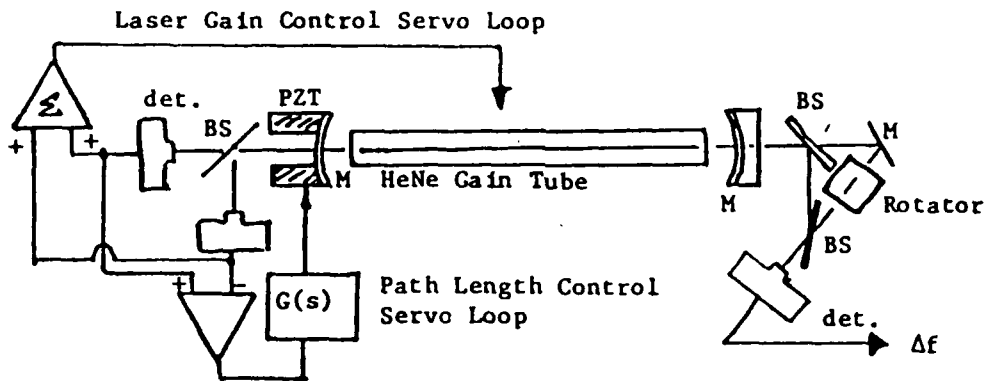 Laser Gain Control Servo Loop
Σ
+
+
det.
BS
PZT
M
HeNe Gain Tube
BS
M
M
Rotator
BS
+
-
G(s)
Path Length Control
Servo Loop
det.
Δf